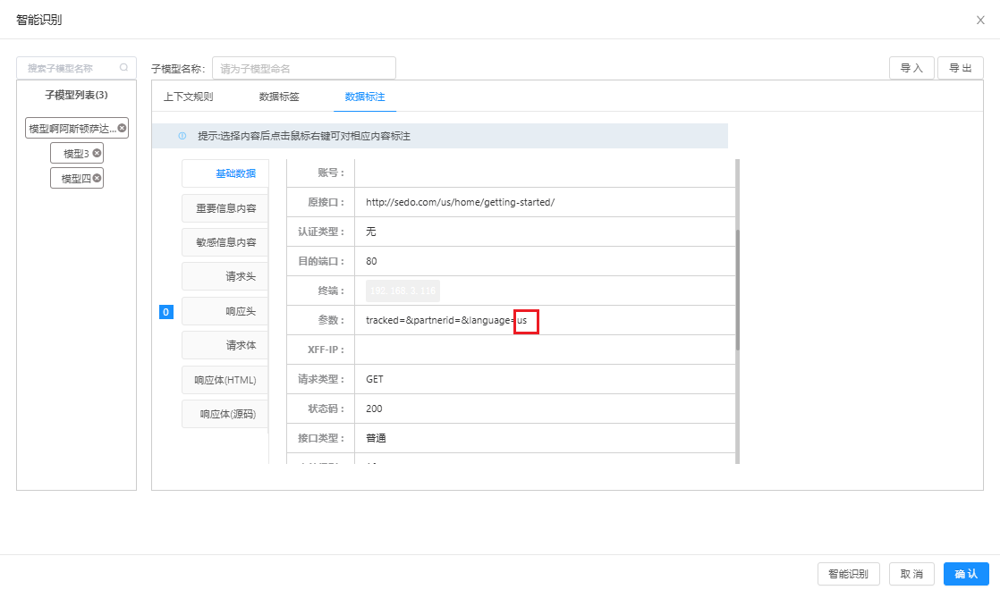 智能识别
搜索子模型名称
子模型名称：
请为子模型命名
导 入
导 出
子模型列表(3)
模型啊阿斯顿萨达...
模型3
模型四
上下文规则
数据标签
数据标注
提示:选择内容后点击鼠标右键可对相应内容标注
0
基础数据
重要信息内容
敏感信息内容
请求头
响应头
请求体
响应体(HTML)
响应体(源码)
账号：
原接口： http://sedo.com/us/home/getting-started/
认证类型： 无
目的端口： 80
终端： 192.168.3.116
参数： tracked=&partnerid=&language=us
XFF-IP：
请求类型： GET
状态码： 200
接口类型： 普通
智能识别
取 消
确 认